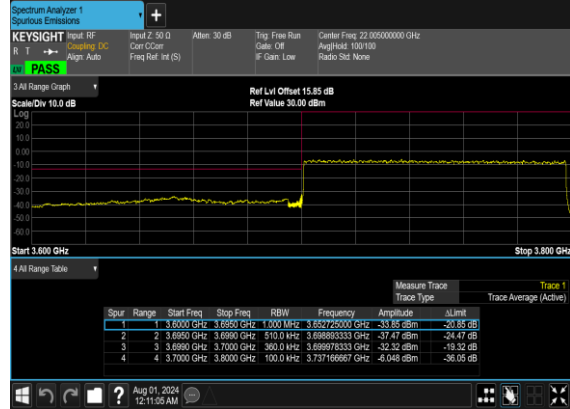 Spectrum Analyzer 1
Spurious Emissions
KEYSIGHT Input: RF Input Z: 50 Ω Atten: 30 dB Trig: Free Run Center Freq: 22.005000000 GHz
R T Coupling: DC Corr CCorr Gate: Off Avg|Hold: 100/100
Align: Auto Freq Ref: Int (S) IF Gain: Low Radio Std: None
PASS
3 All Range Graph
Ref Lvl Offset 15.85 dB
Scale/Div 10.0 dB Ref Value 30.00 dBm
Log
20.0
10.0
0.00
-10.0
-20.0
-30.0
-40.0
-50.0
-60.0
Start 3.600 GHz Stop 3.800 GHz
4 All Range Table
Measure Trace Trace 1
Trace Type Trace Average (Active)
Spur Range Start Freq Stop Freq RBW Frequency Amplitude ΔLimit
1 1 3.6000 GHz 3.6950 GHz 1.000 MHz 3.652725000 GHz -33.85 dBm -20.85 dB
2 2 3.6950 GHz 3.6990 GHz 510.0 kHz 3.698893333 GHz -37.47 dBm -24.47 dB
3 3 3.6990 GHz 3.7000 GHz 360.0 kHz 3.699978333 GHz -32.32 dBm -19.32 dB
4 4 3.7000 GHz 3.8000 GHz 100.0 kHz 3.737166667 GHz -6.048 dBm -36.05 dB
? Aug 01, 2024
12:11:05 AM